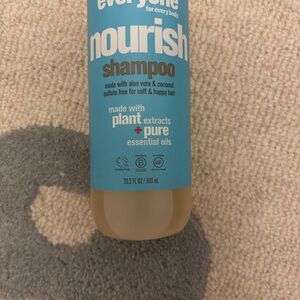 everyone
for every body
nourish
shampoo
made with aloe vera & coconut
sulfate free for soft & happy hair
made with
plant extracts
+ pure
essential oils
20.3 FL OZ / 600 mL